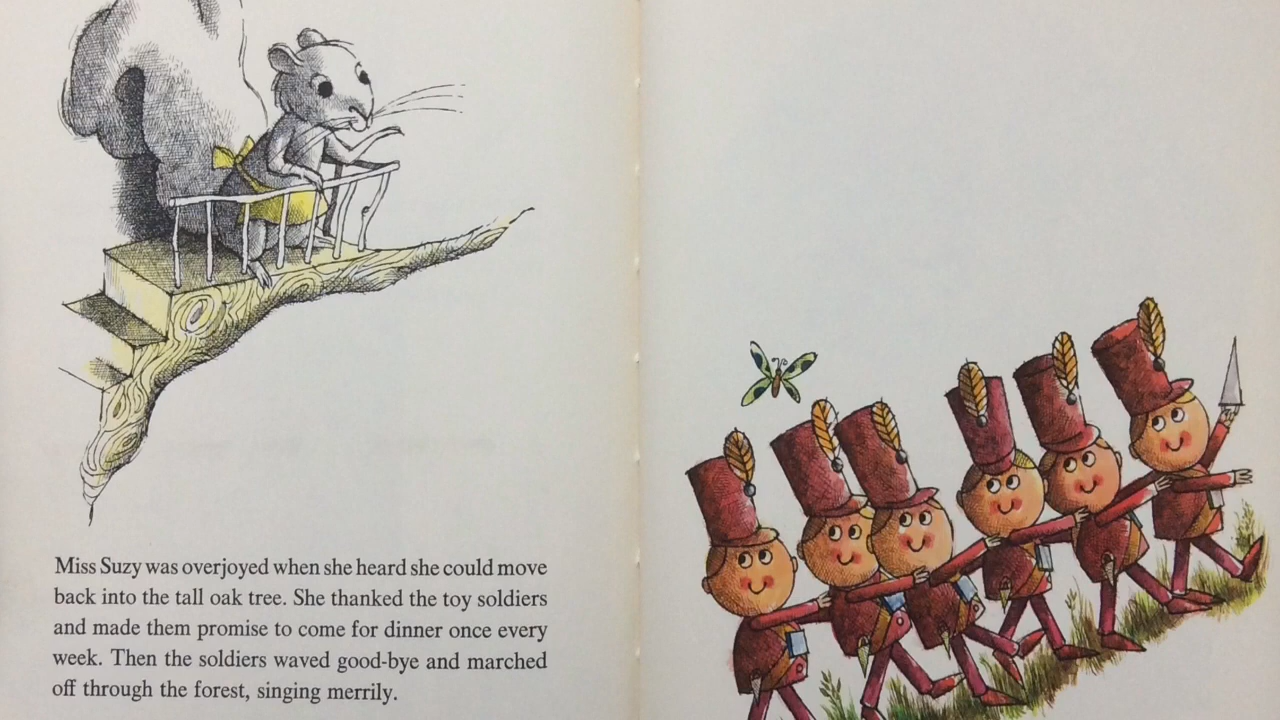 Miss Suzy was overjoyed when she heard she could move
back into the tall oak tree. She thanked the toy soldiers
and made them promise to come for dinner once every
week. Then the soldiers waved good-bye and marched
off through the forest, singing merrily.